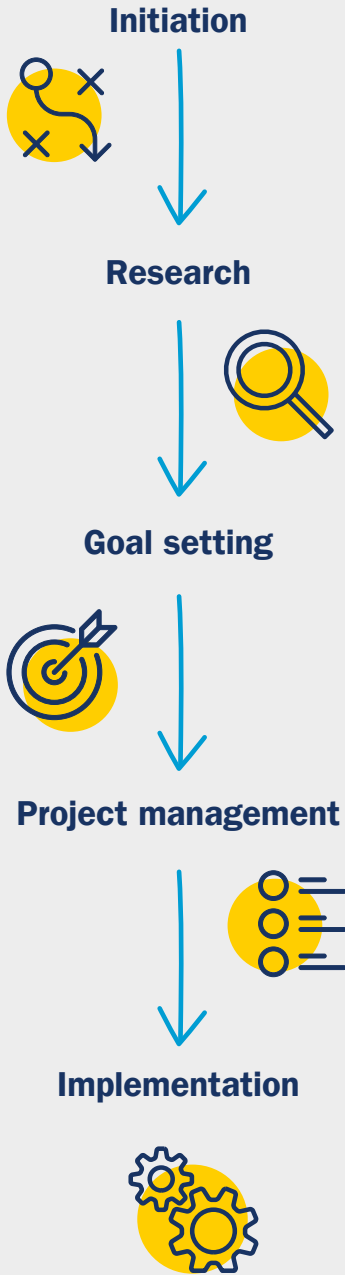 Initiation
Research
Goal setting
Project management
Implementation